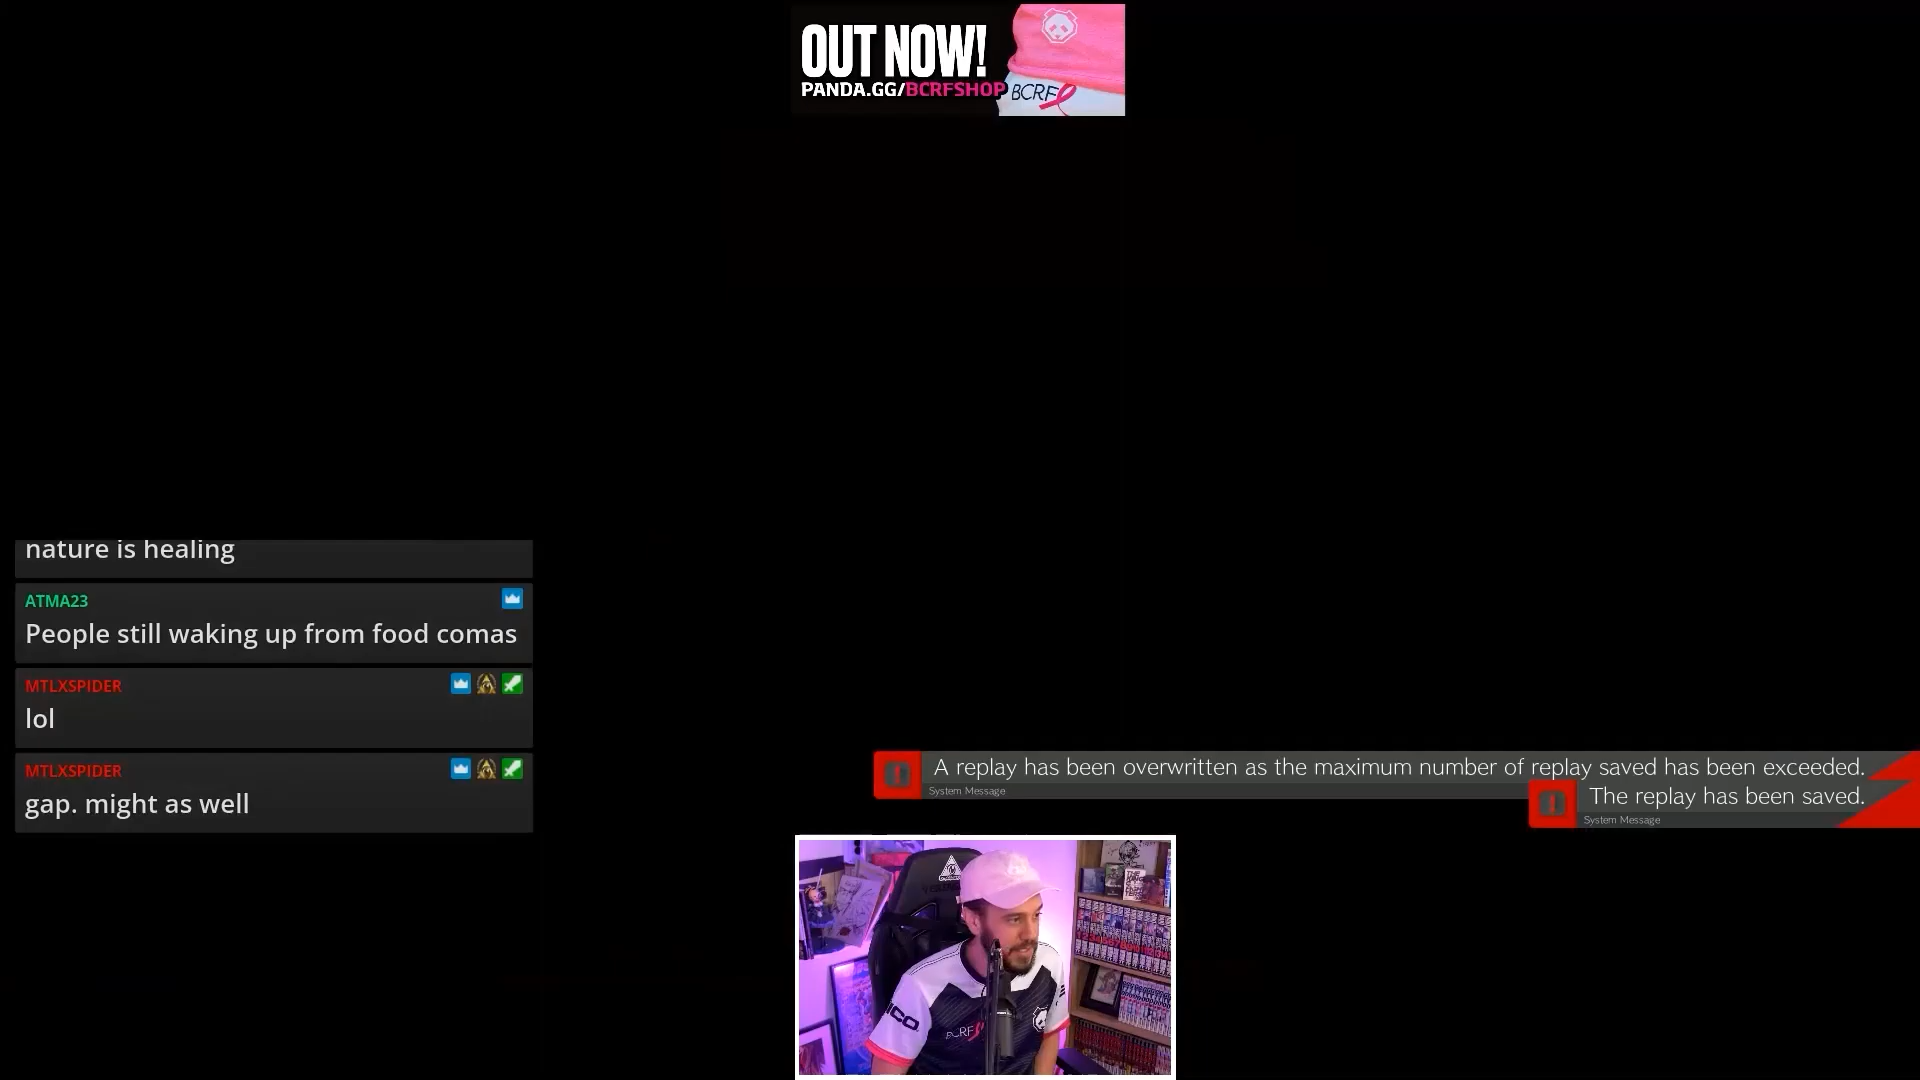 OUT NOW!
PANDA.GG/BCRFSHOP
BCRF
nature is healing
ATMA23
People still waking up from food comas
MTLXSPIDER
lol
MTLXSPIDER
gap. might as well
A replay has been overwritten as the maximum number of replay saved has been exceeded.
System Message
The replay has been saved.
System Message
BCRF